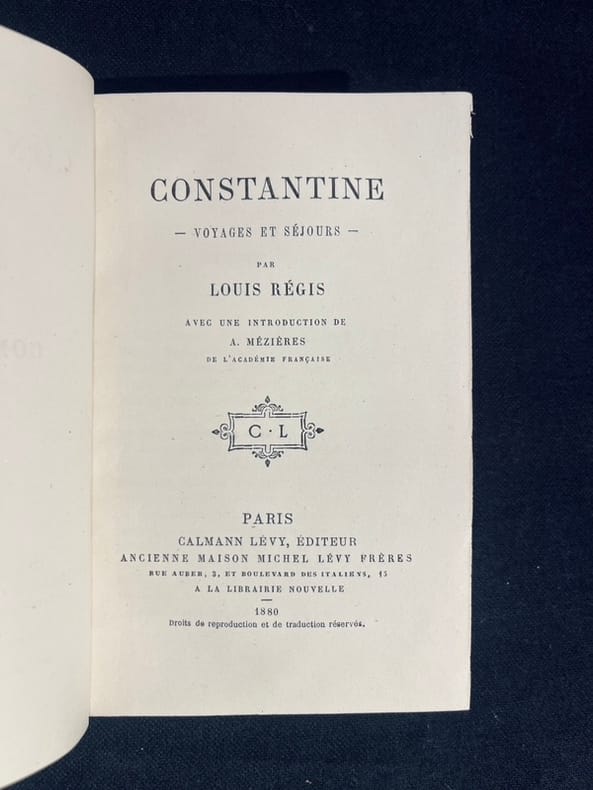 CONSTANTINE
— VOYAGES ET SÉJOURS —
PAR
LOUIS RÉGIS
AVEC UNE INTRODUCTION DE
A. MÉZIÈRES
DE L'ACADÉMIE FRANÇAISE
C · L
PARIS
CALMANN LÉVY, ÉDITEUR
ANCIENNE MAISON MICHEL LÉVY FRÈRES
RUE AUBER, 3, ET BOULEVARD DES ITALIENS, 15
A LA LIBRAIRIE NOUVELLE
1880
Droits de reproduction et de traduction réservés.